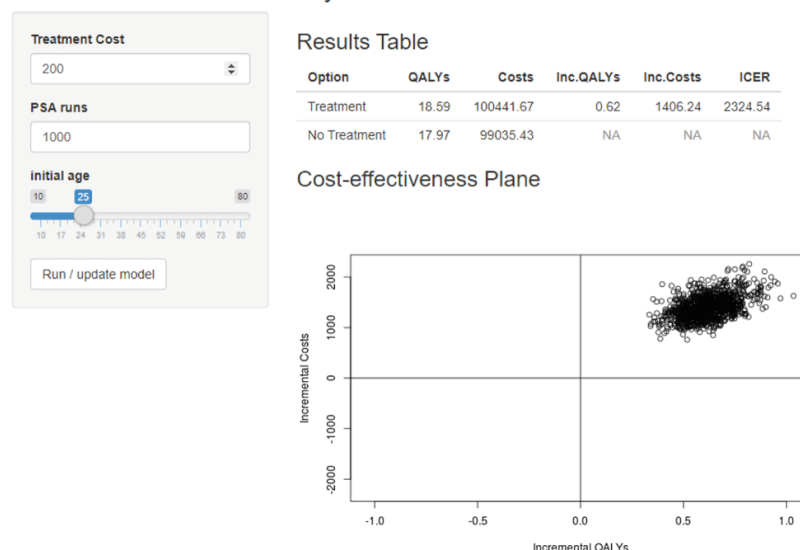 Treatment Cost
200
PSA runs
1000
initial age
10 25 80
10 17 24 31 38 45 52 59 66 73 80
Run / update model
Results Table
Option QALYs Costs Inc.QALYs Inc.Costs ICER
Treatment 18.59 100441.67 0.62 1406.24 2324.54
No Treatment 17.97 99035.43 NA NA NA
Cost-effectiveness Plane
Incremental Costs
2000
1000
0
-1000
-2000
-1.0 -0.5 0.0 0.5 1.0
Incremental QALYs